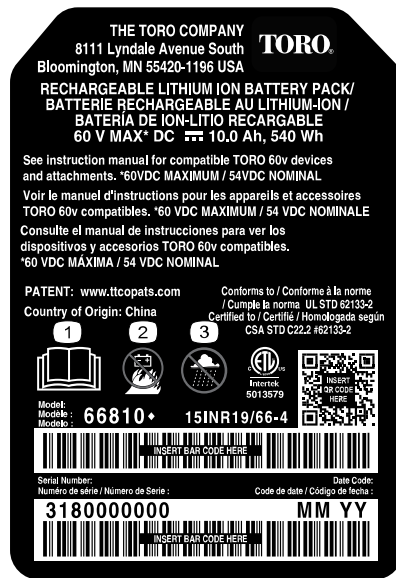 THE TORO COMPANY
8111 Lyndale Avenue South
Bloomington, MN 55420-1196 USA
TORO®
RECHARGEABLE LITHIUM ION BATTERY PACK/
BATTERIE RECHARGEABLE AU LITHIUM-ION /
BATERÍA DE ION-LITIO RECARGABLE
60 V MAX* DC 10.0 Ah, 540 Wh
See instruction manual for compatible TORO 60v devices
and attachments. *60VDC MAXIMUM / 54VDC NOMINAL
Voir le manuel d'instructions pour les appareils et accessoires
TORO 60v compatibles. *60 VDC MAXIMUM / 54 VDC NOMINALE
Consulte el manual de instrucciones para ver los
dispositivos y accesorios TORO 60v compatibles.
*60 VDC MÁXIMA / 54 VDC NOMINAL
PATENT: www.ttcopats.com
Country of Origin: China
Conforms to / Conforme à la norme
/ Cumple la norma UL STD 62133-2
Certified to / Certifié / Homologada según
CSA STD C22.2 #62133-2
1
2
3
C ETL US
Intertek
5013579
INSERT
QR CODE
HERE
Model:
Modèle :
Modelo :
66810♦
15INR19/66-4
INSERT BAR CODE HERE
Serial Number:
Numéro de série / Número de Serie :
Date Code:
Code de date / Código de fecha :
3180000000
MM YY
INSERT BAR CODE HERE